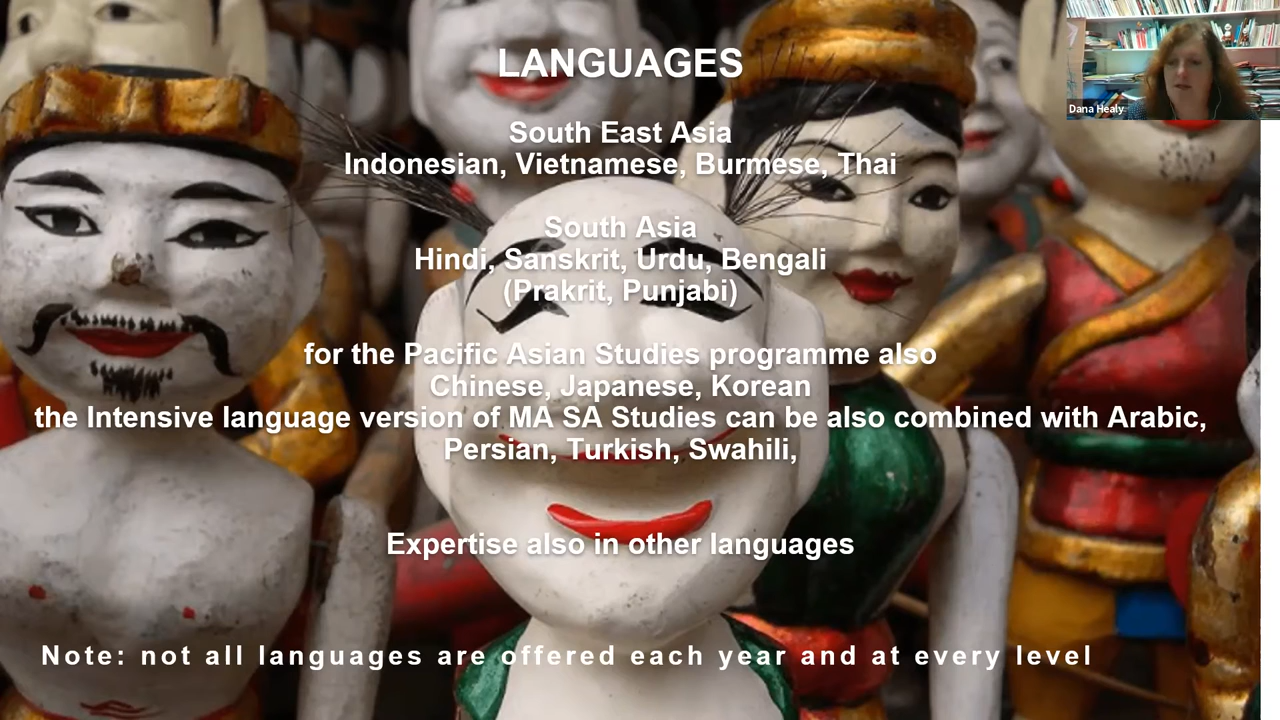 LANGUAGES
South East Asia
Indonesian, Vietnamese, Burmese, Thai
South Asia
Hindi, Sanskrit, Urdu, Bengali
(Prakrit, Punjabi)
for the Pacific Asian Studies programme also
Chinese, Japanese, Korean
the Intensive language version of MA SA Studies can be also combined with Arabic,
Persian, Turkish, Swahili,
Expertise also in other languages
Note: not all languages are offered each year and at every level
Dana Healy